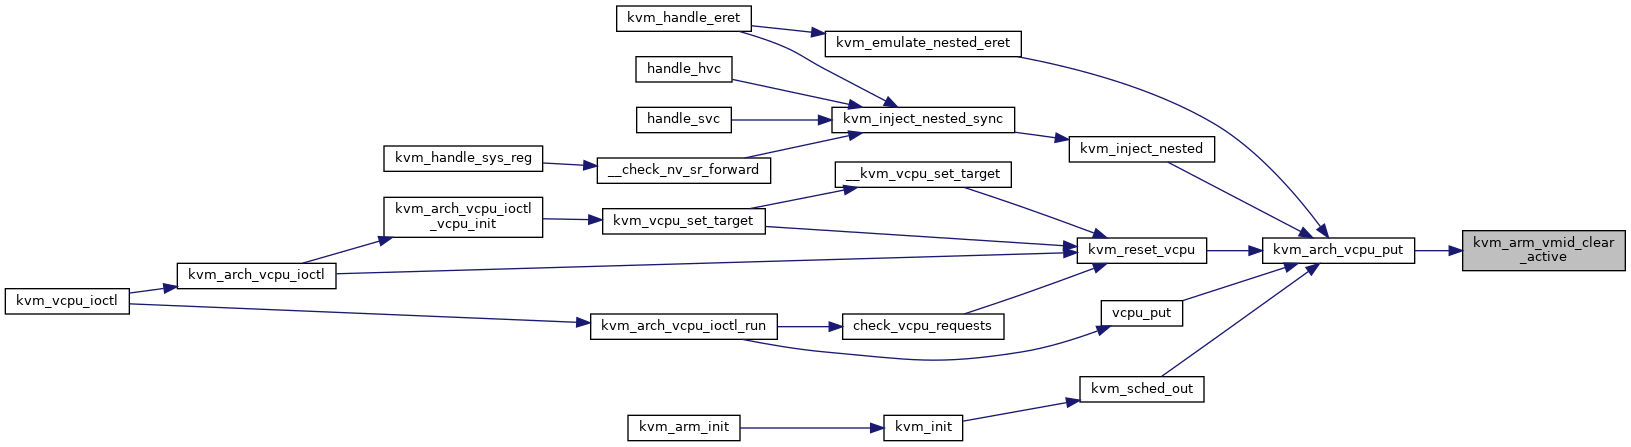 kvm_handle_eret
kvm_emulate_nested_eret
handle_hvc
handle_svc
kvm_inject_nested_sync
kvm_inject_nested
kvm_handle_sys_reg
__check_nv_sr_forward
__kvm_vcpu_set_target
kvm_arch_vcpu_ioctl
_vcpu_init
kvm_vcpu_set_target
kvm_reset_vcpu
kvm_arch_vcpu_put
kvm_arm_vmid_clear
_active
kvm_arch_vcpu_ioctl
kvm_vcpu_ioctl
kvm_arch_vcpu_ioctl_run
check_vcpu_requests
vcpu_put
kvm_sched_out
kvm_arm_init
kvm_init